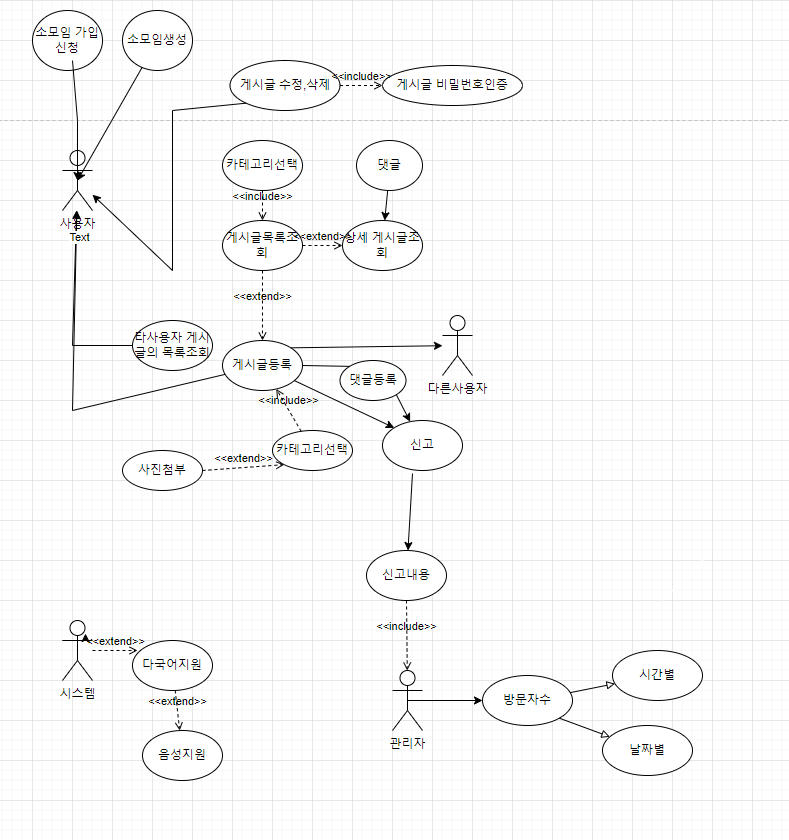 소모임 가입
신청
소모임생성
게시글 수정,삭제
<<include>>
게시글 비밀번호인증
카테고리선택
댓글
<<include>>
사용자
Text
게시글목록조
회
<<extend>>
상세 게시글조
회
<<extend>>
타사용자 게시
글의 목록조회
게시글등록
다른사용자
댓글등록
<<include>>
카테고리선택
신고
사진첨부
<<extend>>
신고내용
<<include>>
시스템
<<extend>>
다국어지원
<<extend>>
음성지원
관리자
방문자수
시간별
날짜별